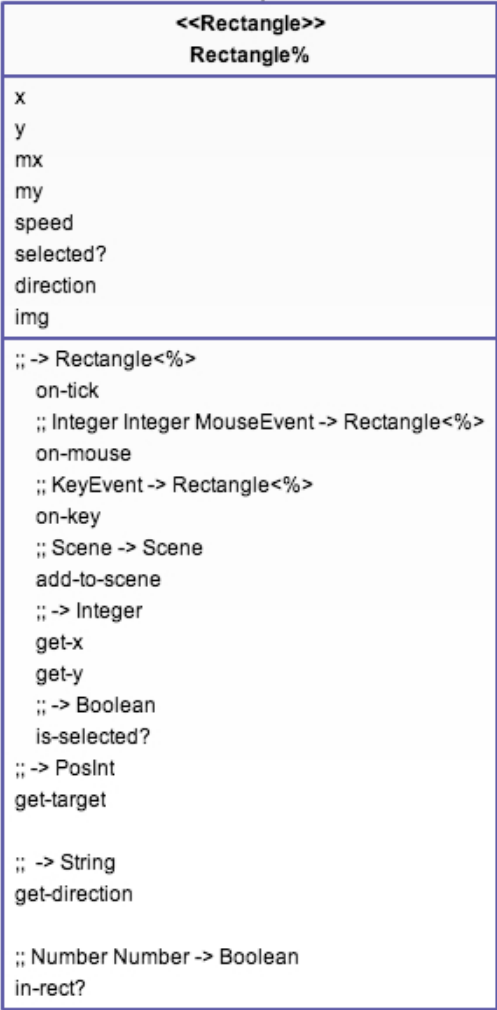 <<Rectangle>>
Rectangle%
x
y
mx
my
speed
selected?
direction
img
;; -> Rectangle<%>
on-tick
;; Integer Integer MouseEvent -> Rectangle<%>
on-mouse
;; KeyEvent -> Rectangle<%>
on-key
;; Scene -> Scene
add-to-scene
;; -> Integer
get-x
get-y
;; -> Boolean
is-selected?
;; -> PosInt
get-target
;; -> String
get-direction
;; Number Number -> Boolean
in-rect?